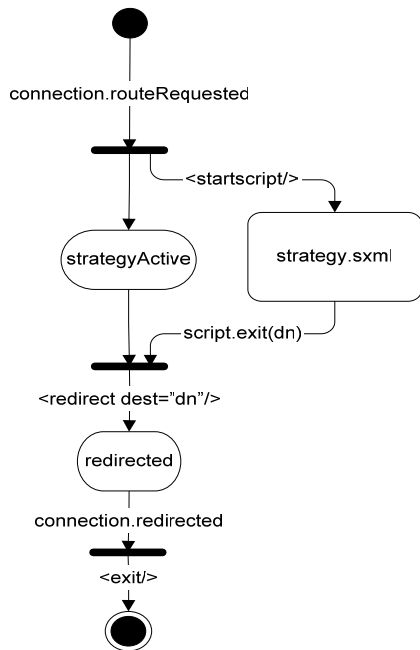 connection.routeRequested
<startscript/>
strategyActive
strategy.sxml
script.exit(dn)
<redirect dest=”dn”/>
redirected
connection.redirected
<exit/>